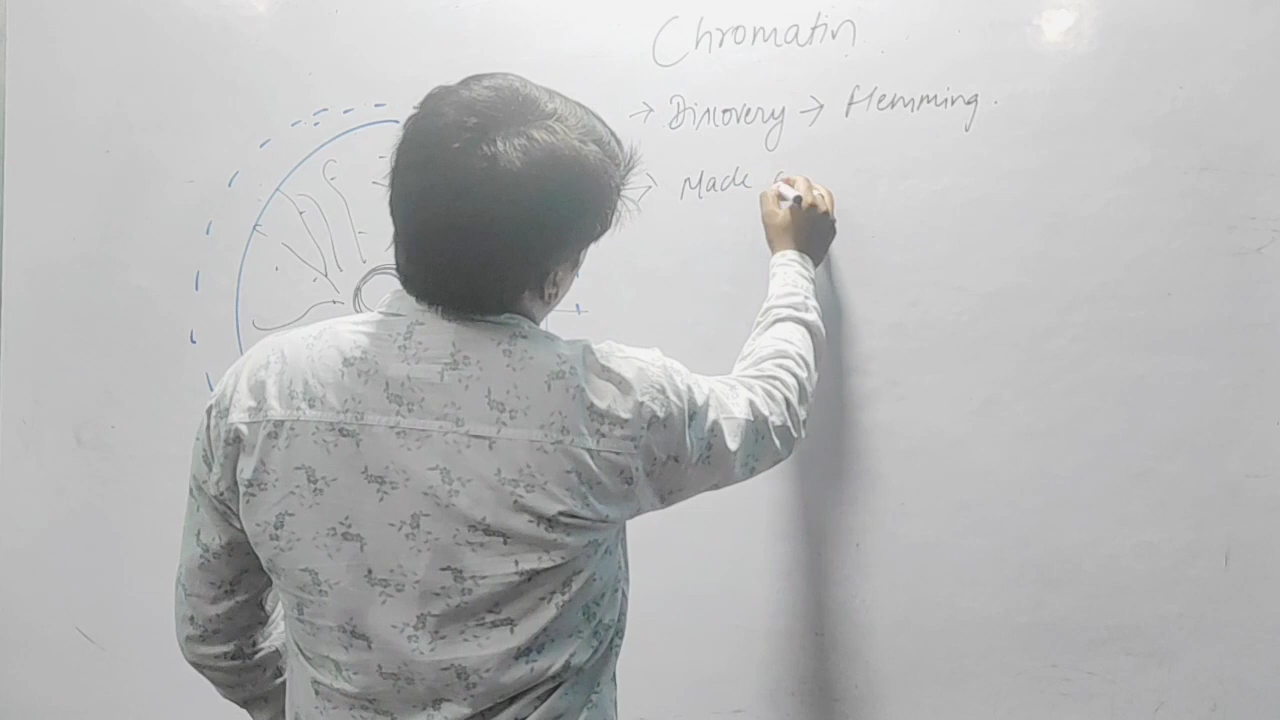 Chromatin
→ Discovery → Flemming.
→ Made